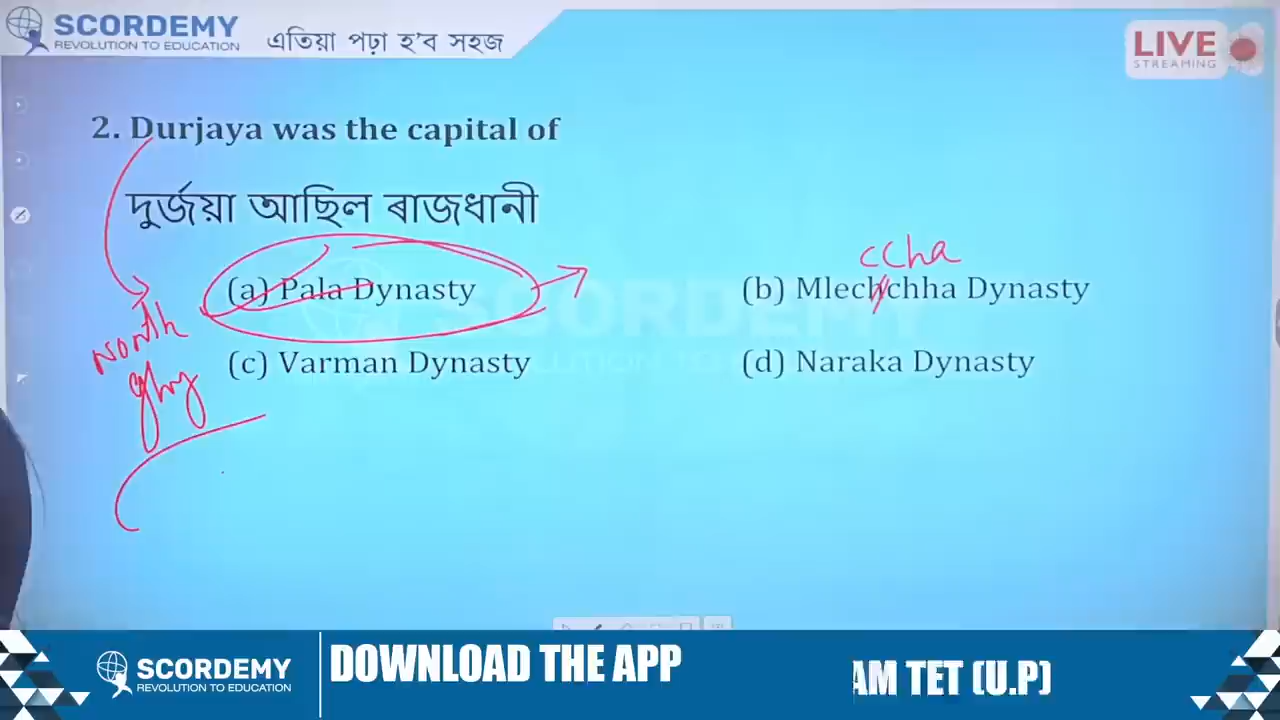 SCORDEMY
REVOLUTION TO EDUCATION
এতিয়া পঢ়া হ'ব সহজ
LIVE
STREAMING
2. Durjaya was the capital of
দুৰ্জয়া আছিল ৰাজধানী
ccha
(a) Pala Dynasty
(b) Mlechchha Dynasty
North
ghy
(c) Varman Dynasty
(d) Naraka Dynasty
SCORDEMY
REVOLUTION TO EDUCATION
DOWNLOAD THE APP
AM TET (U.P)